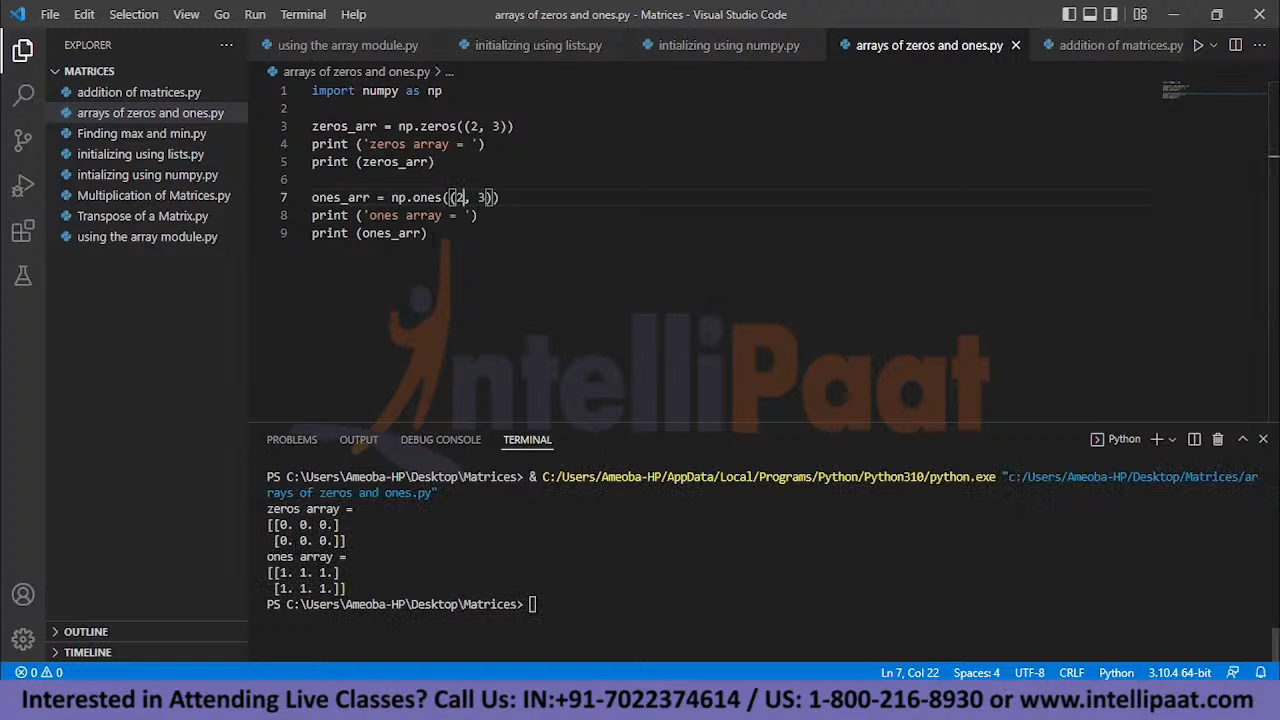 File Edit Selection View Go Run Terminal Help arrays of zeros and ones.py - Matrices - Visual Studio Code
EXPLORER
MATRICES
addition of matrices.py
arrays of zeros and ones.py
Finding max and min.py
initializing using lists.py
intializing using numpy.py
Multiplication of Matrices.py
Transpose of a Matrix.py
using the array module.py
OUTLINE
TIMELINE
using the array module.py initializing using lists.py intializing using numpy.py arrays of zeros and ones.py addition of matrices.py
arrays of zeros and ones.py > ...
1 import numpy as np
2
3 zeros_arr = np.zeros((2, 3))
4 print ('zeros array = ')
5 print (zeros_arr)
6
7 ones_arr = np.ones((2, 3))
8 print ('ones array = ')
9 print (ones_arr)
IntelliPaat
PROBLEMS OUTPUT DEBUG CONSOLE TERMINAL Python
PS C:\Users\Ameoba-HP\Desktop\Matrices> & C:/Users/Ameoba-HP/AppData/Local/Programs/Python/Python310/python.exe "c:/Users/Ameoba-HP/Desktop/Matrices/ar
rays of zeros and ones.py"
zeros array =
[[0. 0. 0.]
 [0. 0. 0.]]
ones array =
[[1. 1. 1.]
 [1. 1. 1.]]
PS C:\Users\Ameoba-HP\Desktop\Matrices>
0 0 Ln 7, Col 22 Spaces: 4 UTF-8 CRLF Python 3.10.4 64-bit
Interested in Attending Live Classes? Call Us: IN:+91-7022374614 / US: 1-800-216-8930 or www.intellipaat.com